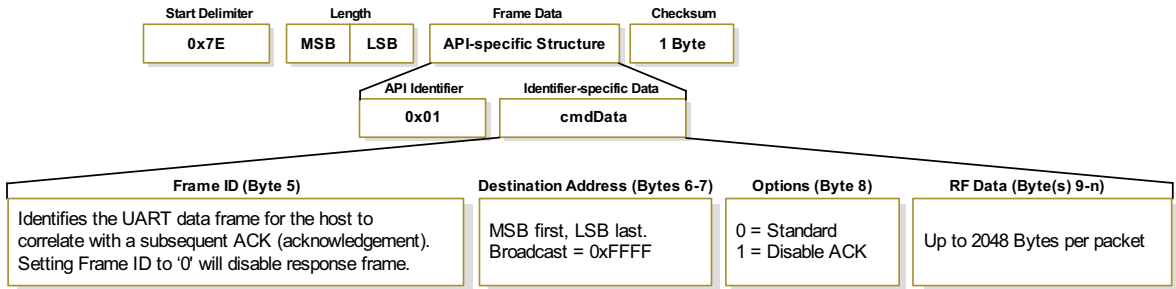 Start Delimiter
Length
Frame Data
Checksum
0x7E
MSB
LSB
API-specific Structure
1 Byte
API Identifier
Identifier-specific Data
0x01
cmdData
Frame ID (Byte 5)
Destination Address (Bytes 6-7)
Options (Byte 8)
RF Data (Byte(s) 9-n)
Identifies the UART data frame for the host to
correlate with a subsequent ACK (acknowledgement).
Setting Frame ID to ‘0' will disable response frame.
MSB first, LSB last.
Broadcast = 0xFFFF
0 = Standard
1 = Disable ACK
Up to 2048 Bytes per packet